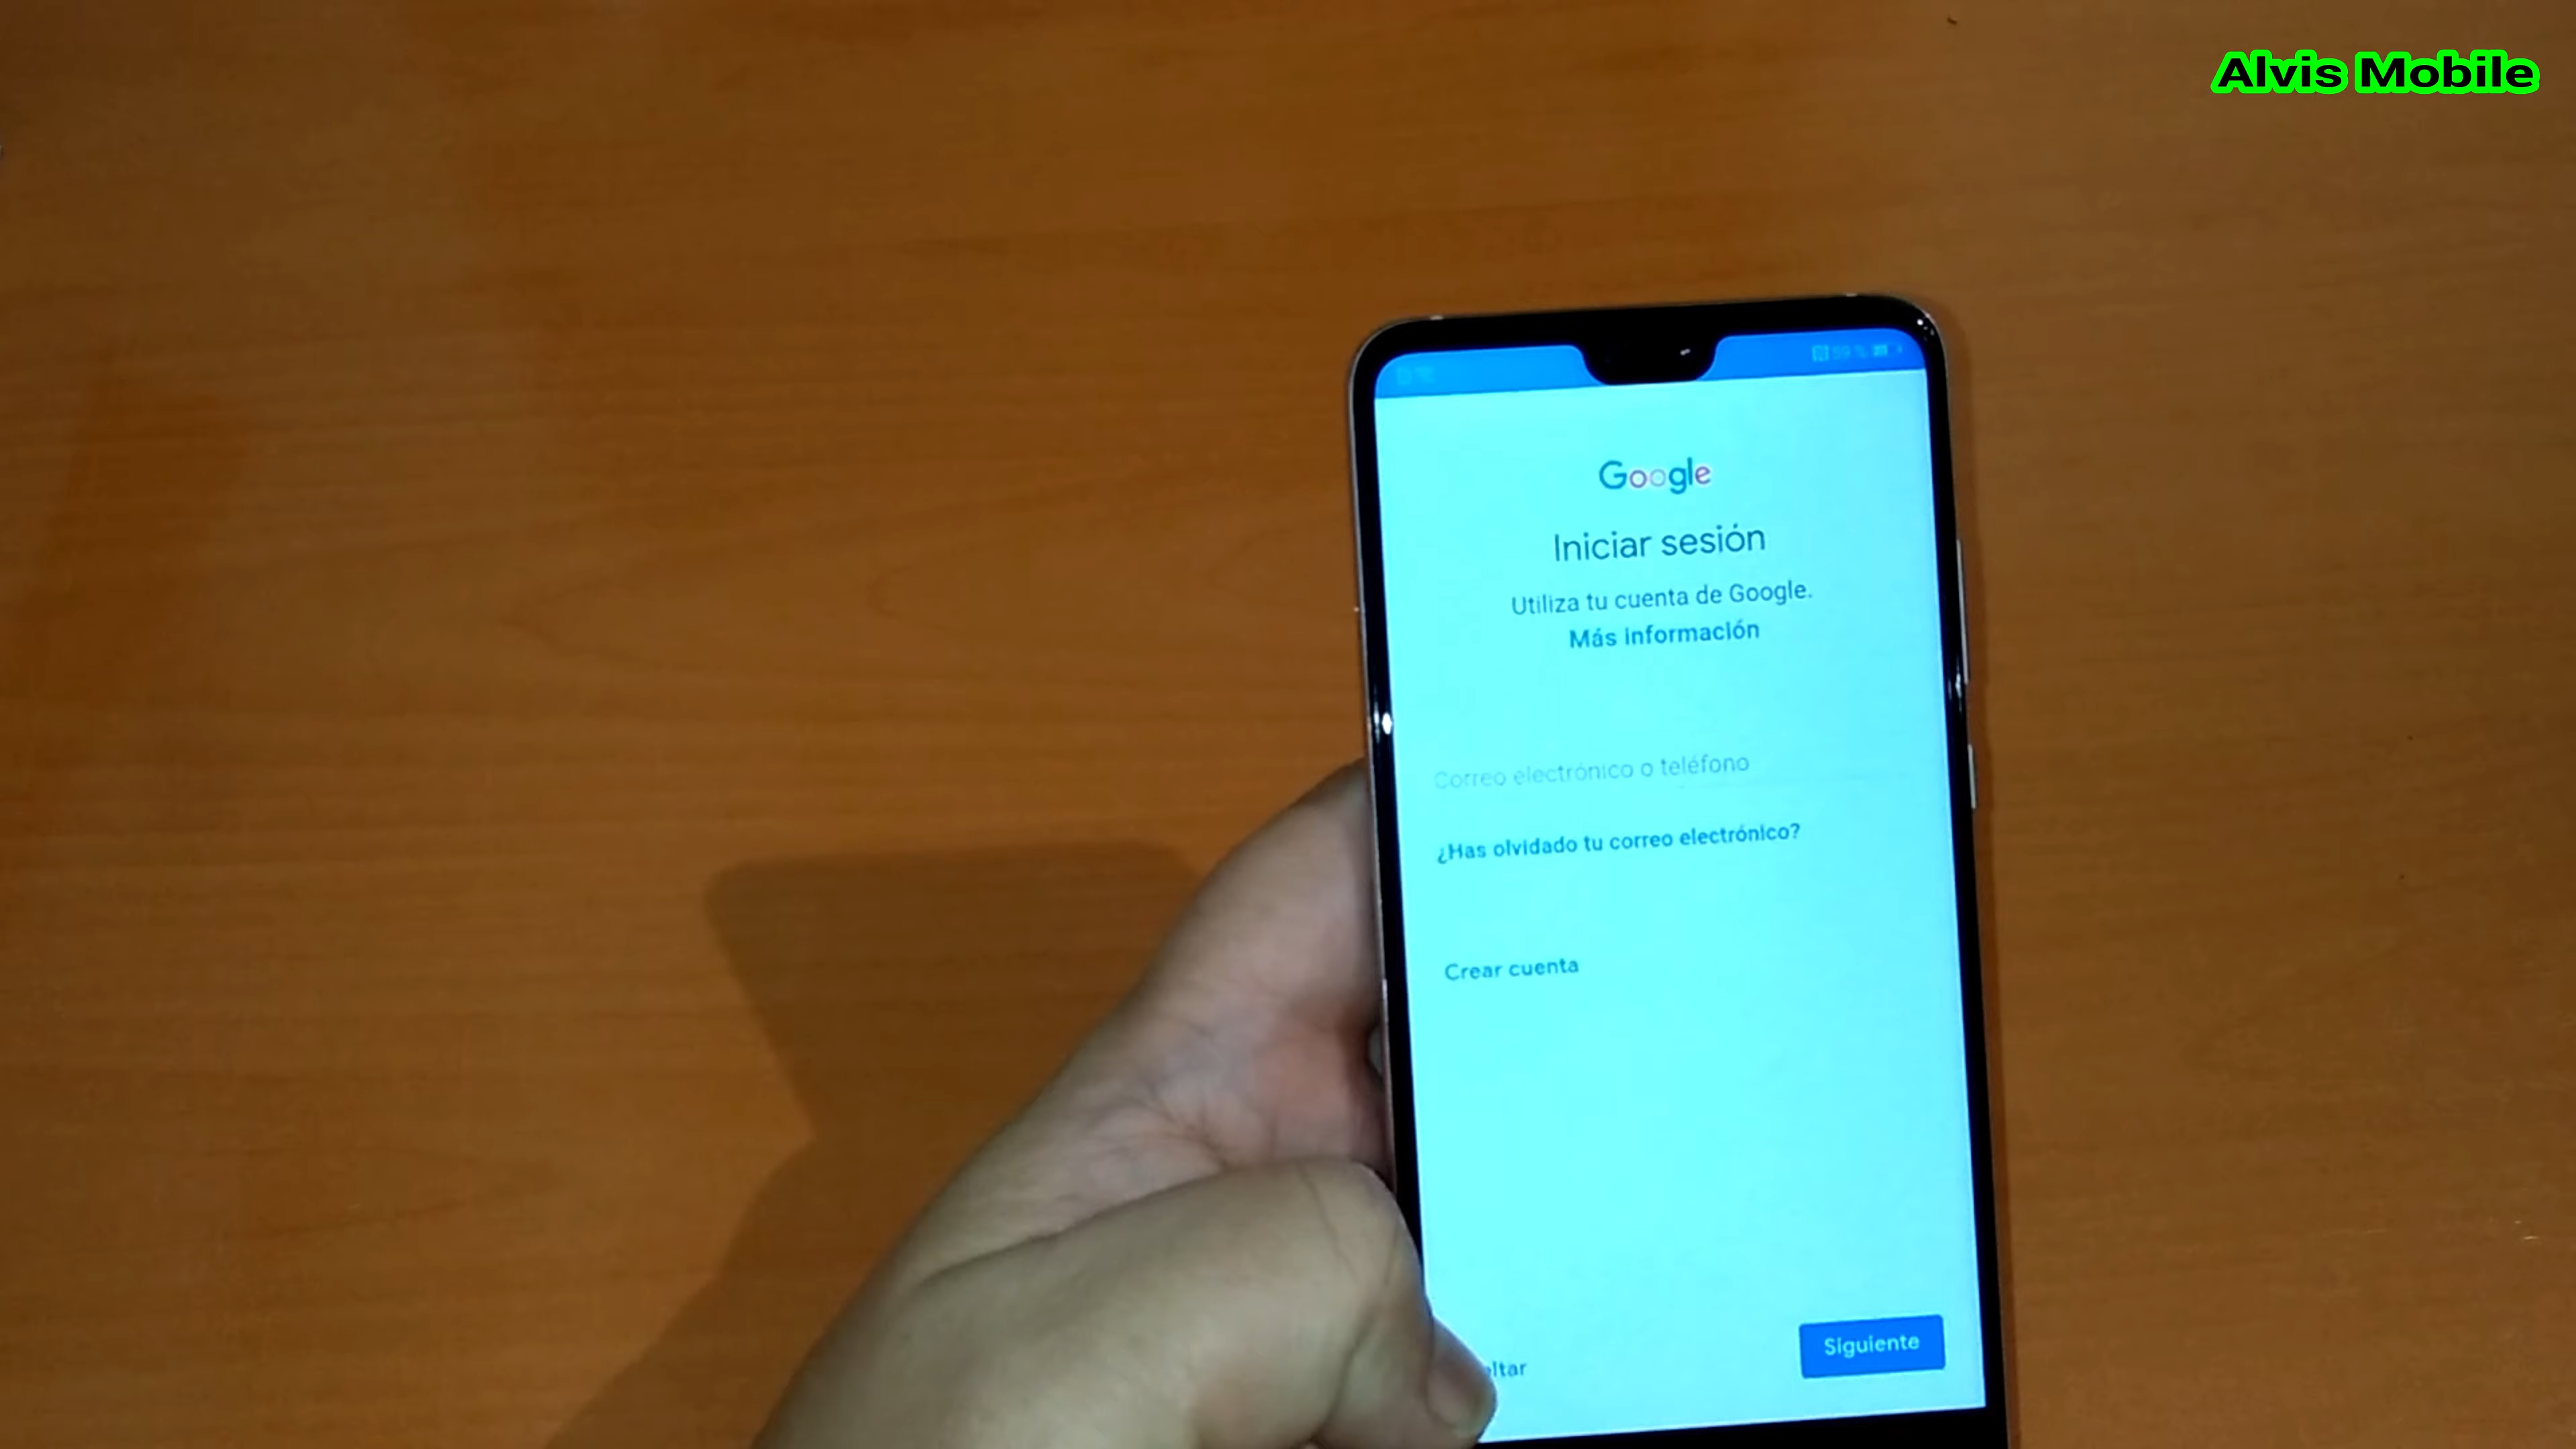 Alvis Mobile
59 %
Google
Iniciar sesión
Utiliza tu cuenta de Google.
Más información
Correo electrónico o teléfono
¿Has olvidado tu correo electrónico?
Crear cuenta
Siguiente